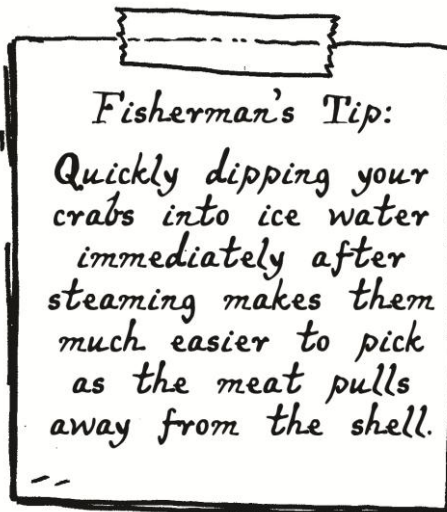 Fisherman's Tip:
Quickly dipping your
crabs into ice water
immediately after
steaming makes them
much easier to pick
as the meat pulls
away from the shell.